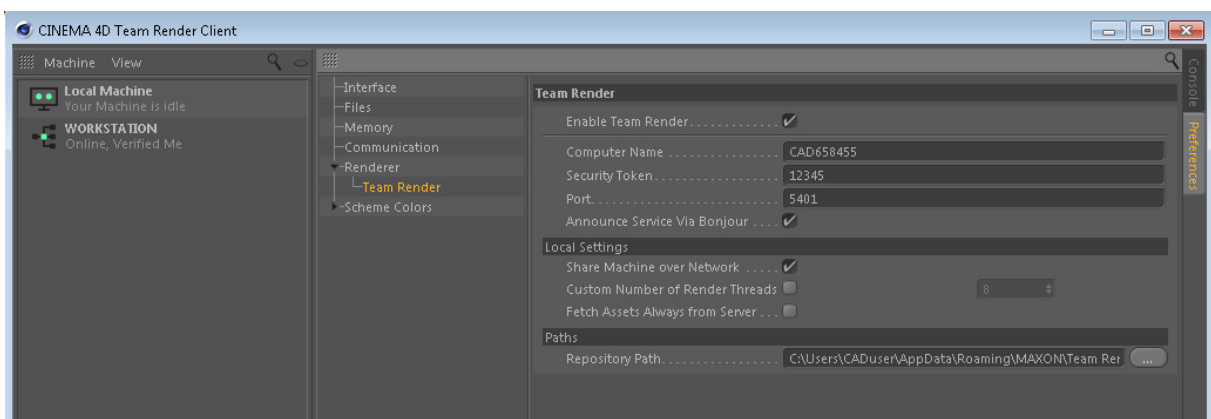 CINEMA 4D Team Render Client
Machine View
Local Machine
Your Machine is idle
WORKSTATION
Online, Verified Me
Interface
Files
Memory
Communication
Renderer
Team Render
Scheme Colors
Team Render
Enable Team Render
Computer Name CAD658455
Security Token 12345
Port 5401
Announce Service Via Bonjour
Local Settings
Share Machine over Network
Custom Number of Render Threads 8
Fetch Assets Always from Server
Paths
Repository Path C:\Users\CADuser\AppData\Roaming\MAXON\Team Rer ...
Console
Preferences